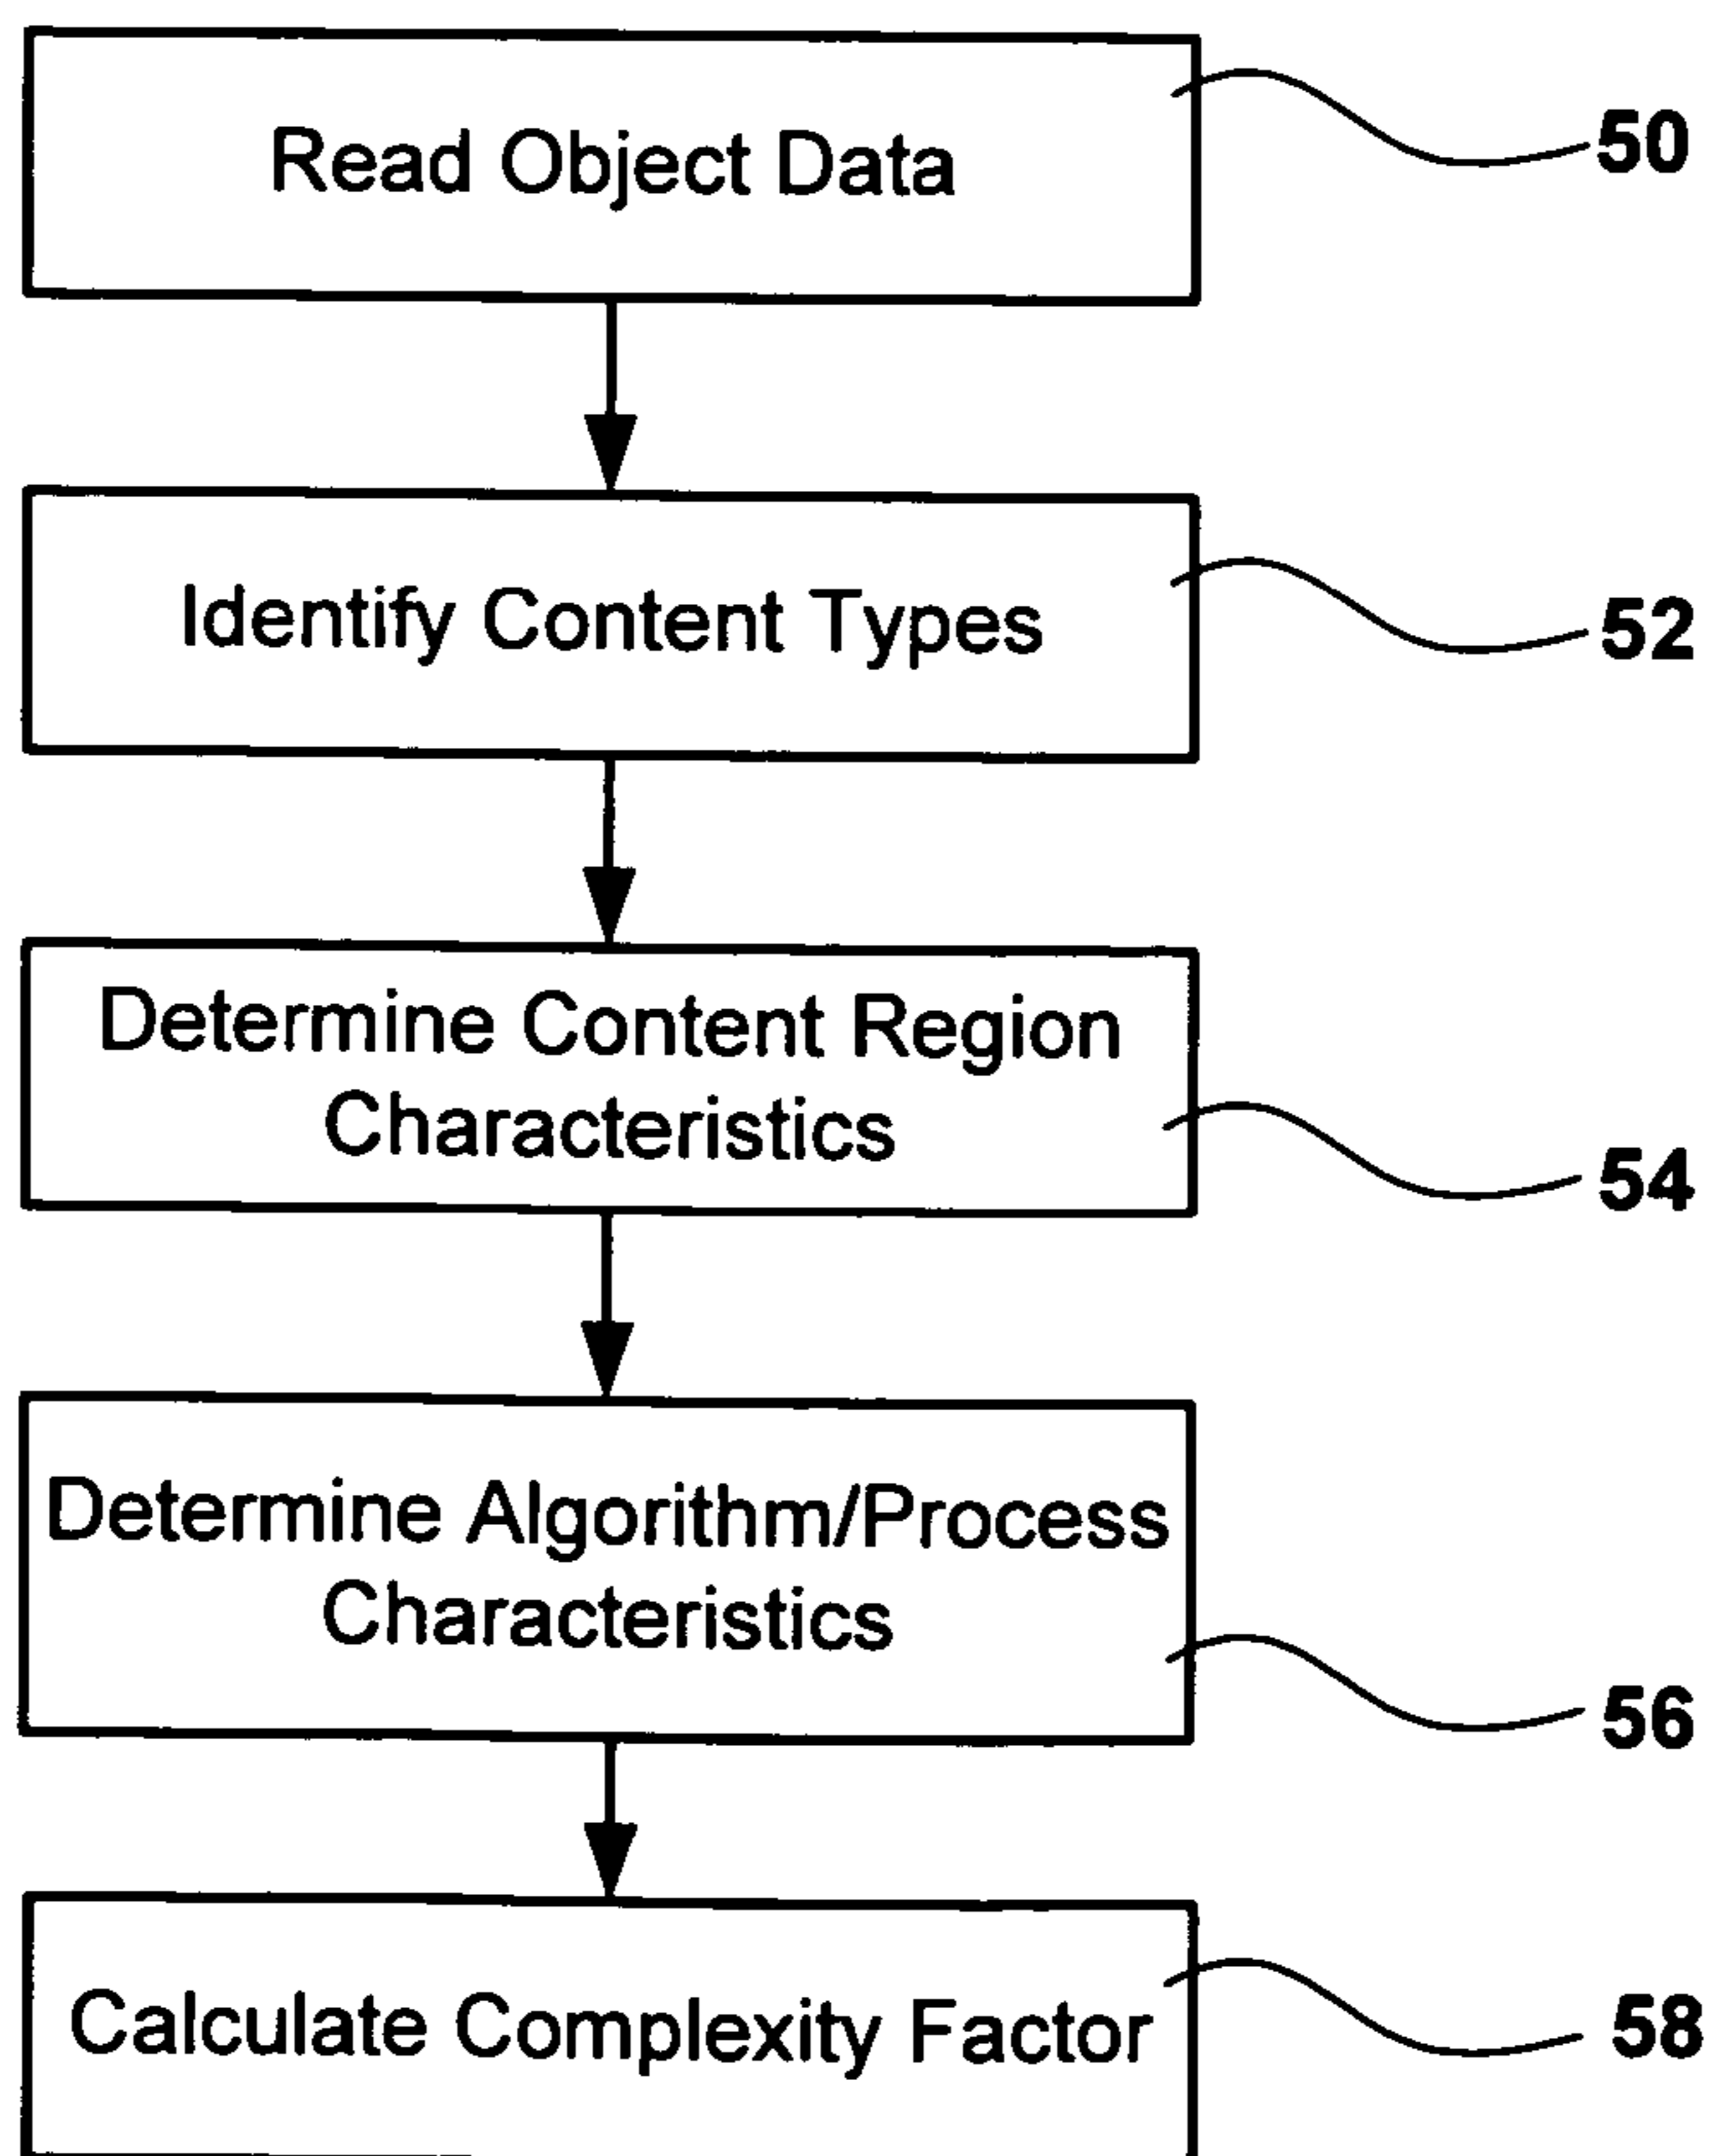 Read Object Data
50
Identify Content Types
52
Determine Content Region
Characteristics
54
Determine Algorithm/Process
Characteristics
56
Calculate Complexity Factor
58